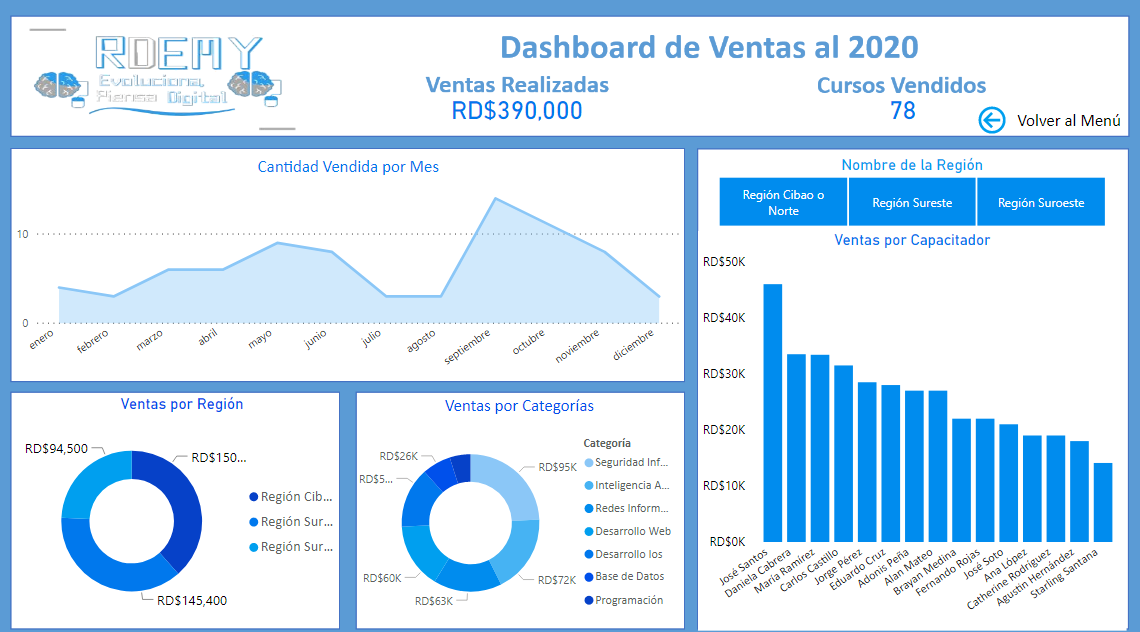 RDEMY
Evoluciona,
Piensa Digital
Dashboard de Ventas al 2020
Ventas Realizadas
RD$390,000
Cursos Vendidos
78
Volver al Menú
Cantidad Vendida por Mes
10
0
enero
febrero
marzo
abril
mayo
junio
julio
agosto
septiembre
octubre
noviembre
diciembre
Nombre de la Región
Región Cibao o
Norte
Región Sureste
Región Suroeste
Ventas por Capacitador
RD$50K
RD$40K
RD$30K
RD$20K
RD$10K
RD$0K
José Santos
Daniela Cabrera
María Ramírez
Carlos Castillo
Jorge Pérez
Eduardo Cruz
Adonis Peña
Alan Mateo
Brayan Medina
Fernando Rojas
José Soto
Ana López
Catherine Rodríguez
Agustín Hernández
Starling Santana
Ventas por Región
RD$94,500
RD$150...
RD$145,400
Región Cib...
Región Sur...
Región Sur...
Ventas por Categorías
RD$26K
RD$5...
RD$60K
RD$63K
RD$95K
RD$72K
Categoría
Seguridad Inf...
Inteligencia A...
Redes Inform...
Desarrollo Web
Desarrollo Ios
Base de Datos
Programación